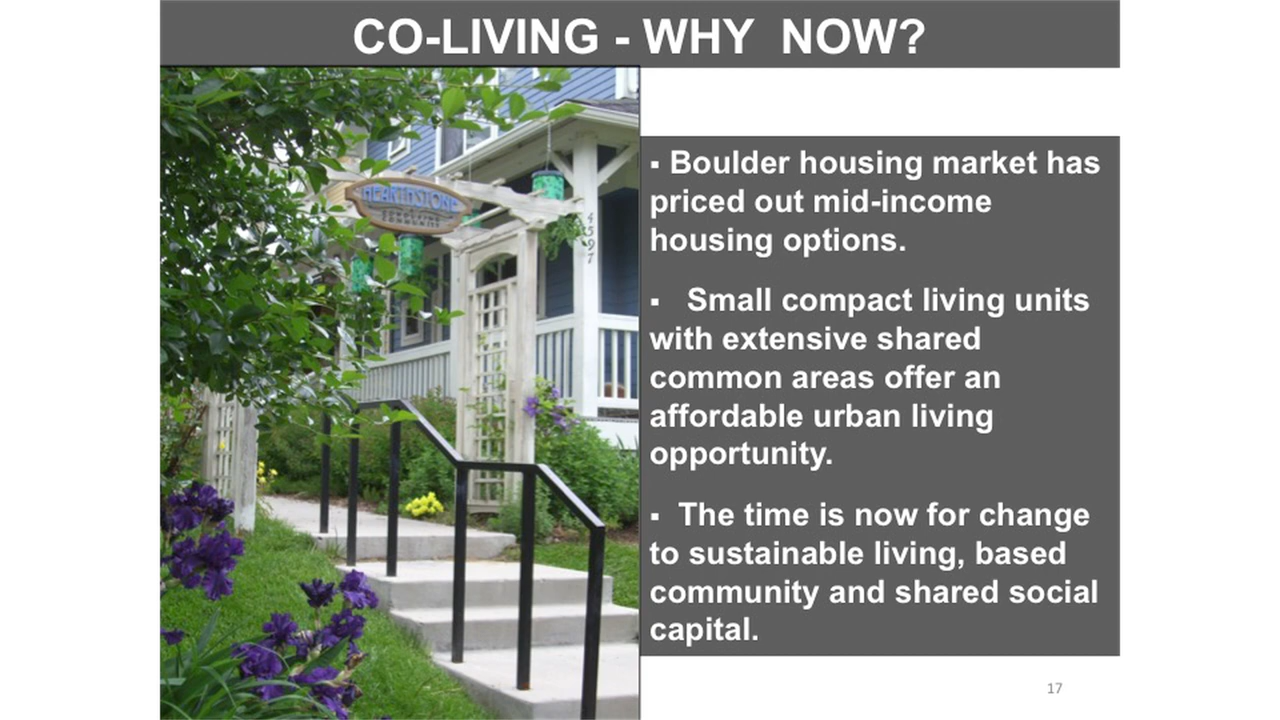 CO-LIVING - WHY  NOW?
HEARTHSTONE
COHOUSING
COMMUNITY
4597
▪ Boulder housing market has
priced out mid-income
housing options.
▪ Small compact living units
with extensive shared
common areas offer an
affordable urban living
opportunity.
▪ The time is now for change
to sustainable living, based
community and shared social
capital.
17